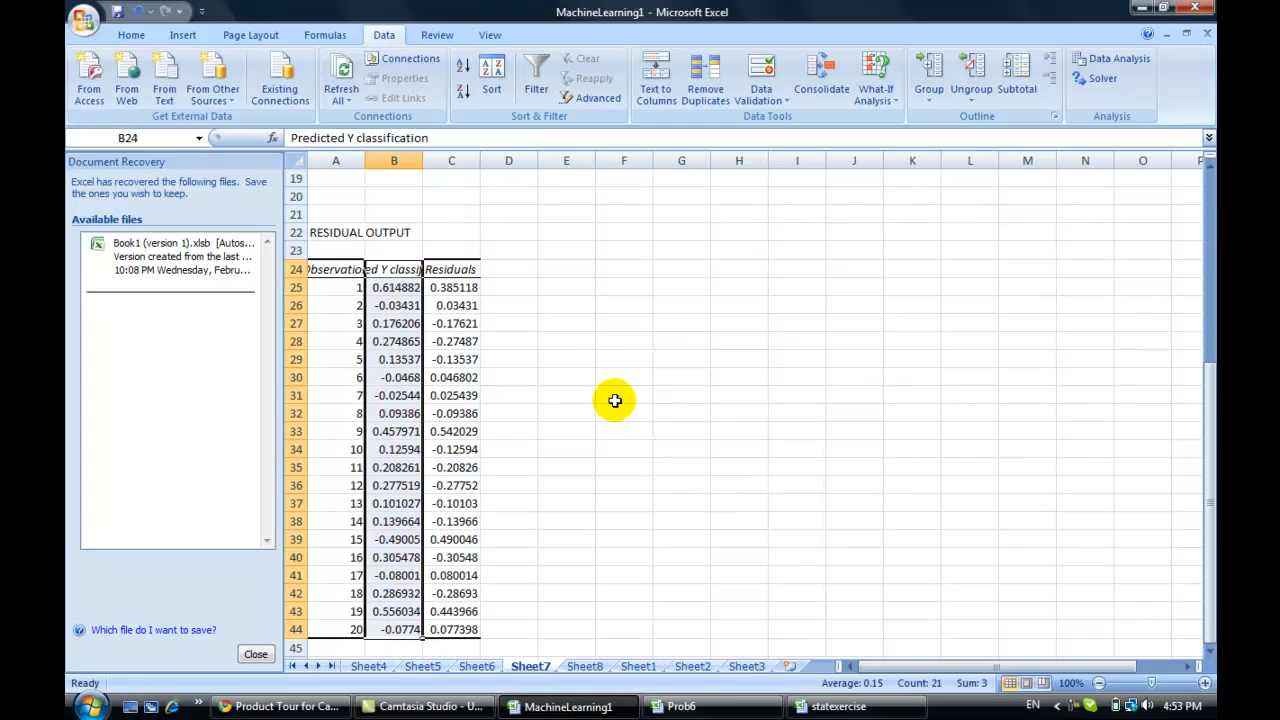 MachineLearning1 - Microsoft Excel
Home Insert Page Layout Formulas Data Review View
From Access
From Web
From Text
From Other Sources
Existing Connections
Get External Data
Refresh All
Connections
Properties
Edit Links
Connections
Sort
Filter
Clear
Reapply
Advanced
Sort & Filter
Text to Columns
Remove Duplicates
Data Validation
Consolidate
What-If Analysis
Data Tools
Group
Ungroup
Subtotal
Outline
Data Analysis
Solver
Analysis
B24 fx Predicted Y classification
Document Recovery
Excel has recovered the following files. Save
the ones you wish to keep.
Available files
Book1 (version 1).xlsb [Autos...
Version created from the last ...
10:08 PM Wednesday, Februa...
Which file do I want to save?
Close
A B C D E F G H I J K L M N O P
19
20
21
22 RESIDUAL OUTPUT
23
24 Observatio ed Y classif Residuals
25 1 0.614882 0.385118
26 2 -0.03431 0.03431
27 3 0.176206 -0.17621
28 4 0.274865 -0.27487
29 5 0.13537 -0.13537
30 6 -0.0468 0.046802
31 7 -0.02544 0.025439
32 8 0.09386 -0.09386
33 9 0.457971 0.542029
34 10 0.12594 -0.12594
35 11 0.208261 -0.20826
36 12 0.277519 -0.27752
37 13 0.101027 -0.10103
38 14 0.139664 -0.13966
39 15 -0.49005 0.490046
40 16 0.305478 -0.30548
41 17 -0.08001 0.080014
42 18 0.286932 -0.28693
43 19 0.556034 0.443966
44 20 -0.0774 0.077398
45
Sheet4 Sheet5 Sheet6 Sheet7 Sheet8 Sheet1 Sheet2 Sheet3
Ready Average: 0.15 Count: 21 Sum: 3 100%
Product Tour for Ca... Camtasia Studio - U... MachineLearning1 Prob6 statexercise EN 4:53 PM